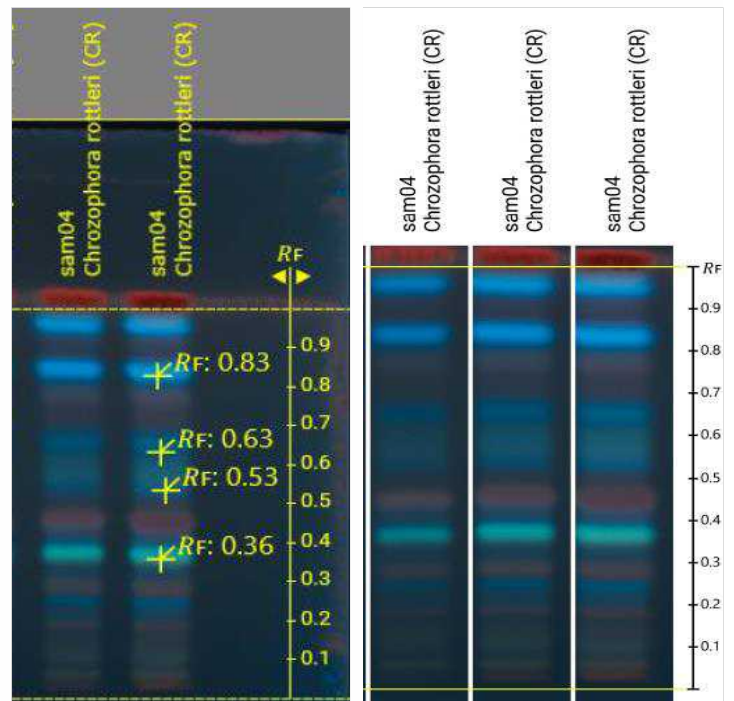 sam04
Chrozophora rottleri (CR)
sam04
Chrozophora rottleri (CR)
RF
0.9
0.8
0.7
0.6
0.5
0.4
0.3
0.2
0.1
RF: 0.83
RF: 0.63
RF: 0.53
RF: 0.36
sam04
Chrozophora rottleri (CR)
sam04
Chrozophora rottleri (CR)
sam04
Chrozophora rottleri (CR)
RF
0.9
0.8
0.7
0.6
0.5
0.4
0.3
0.2
0.1